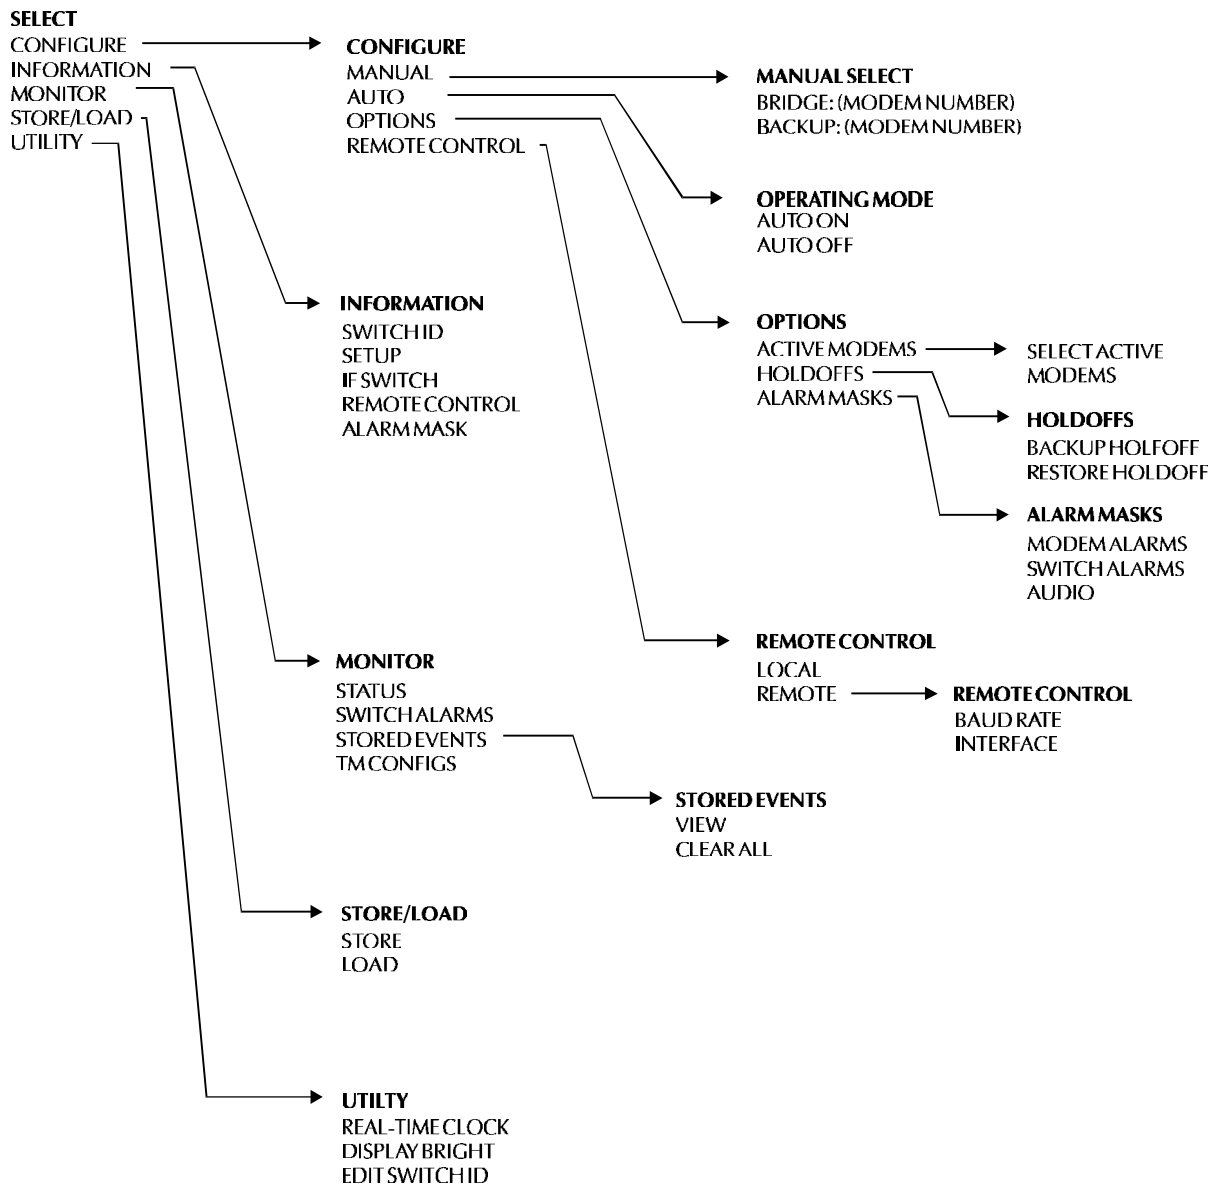 SELECT
CONFIGURE
INFORMATION
MONITOR
STORE/LOAD
UTILITY
CONFIGURE
MANUAL
AUTO
OPTIONS
REMOTE CONTROL
MANUAL SELECT
BRIDGE: (MODEM NUMBER)
BACKUP: (MODEM NUMBER)
OPERATING MODE
AUTO ON
AUTO OFF
OPTIONS
ACTIVE MODEMS
HOLDOFFS
ALARM MASKS
SELECT ACTIVE
MODEMS
HOLDOFFS
BACKUP HOLFOFF
RESTORE HOLDOFF
ALARM MASKS
MODEM ALARMS
SWITCH ALARMS
AUDIO
REMOTE CONTROL
LOCAL
REMOTE
REMOTE CONTROL
BAUD RATE
INTERFACE
INFORMATION
SWITCH ID
SETUP
IF SWITCH
REMOTE CONTROL
ALARM MASK
MONITOR
STATUS
SWITCH ALARMS
STORED EVENTS
TM CONFIGS
STORED EVENTS
VIEW
CLEAR ALL
STORE/LOAD
STORE
LOAD
UTILTY
REAL-TIME CLOCK
DISPLAY BRIGHT
EDIT SWITCH ID